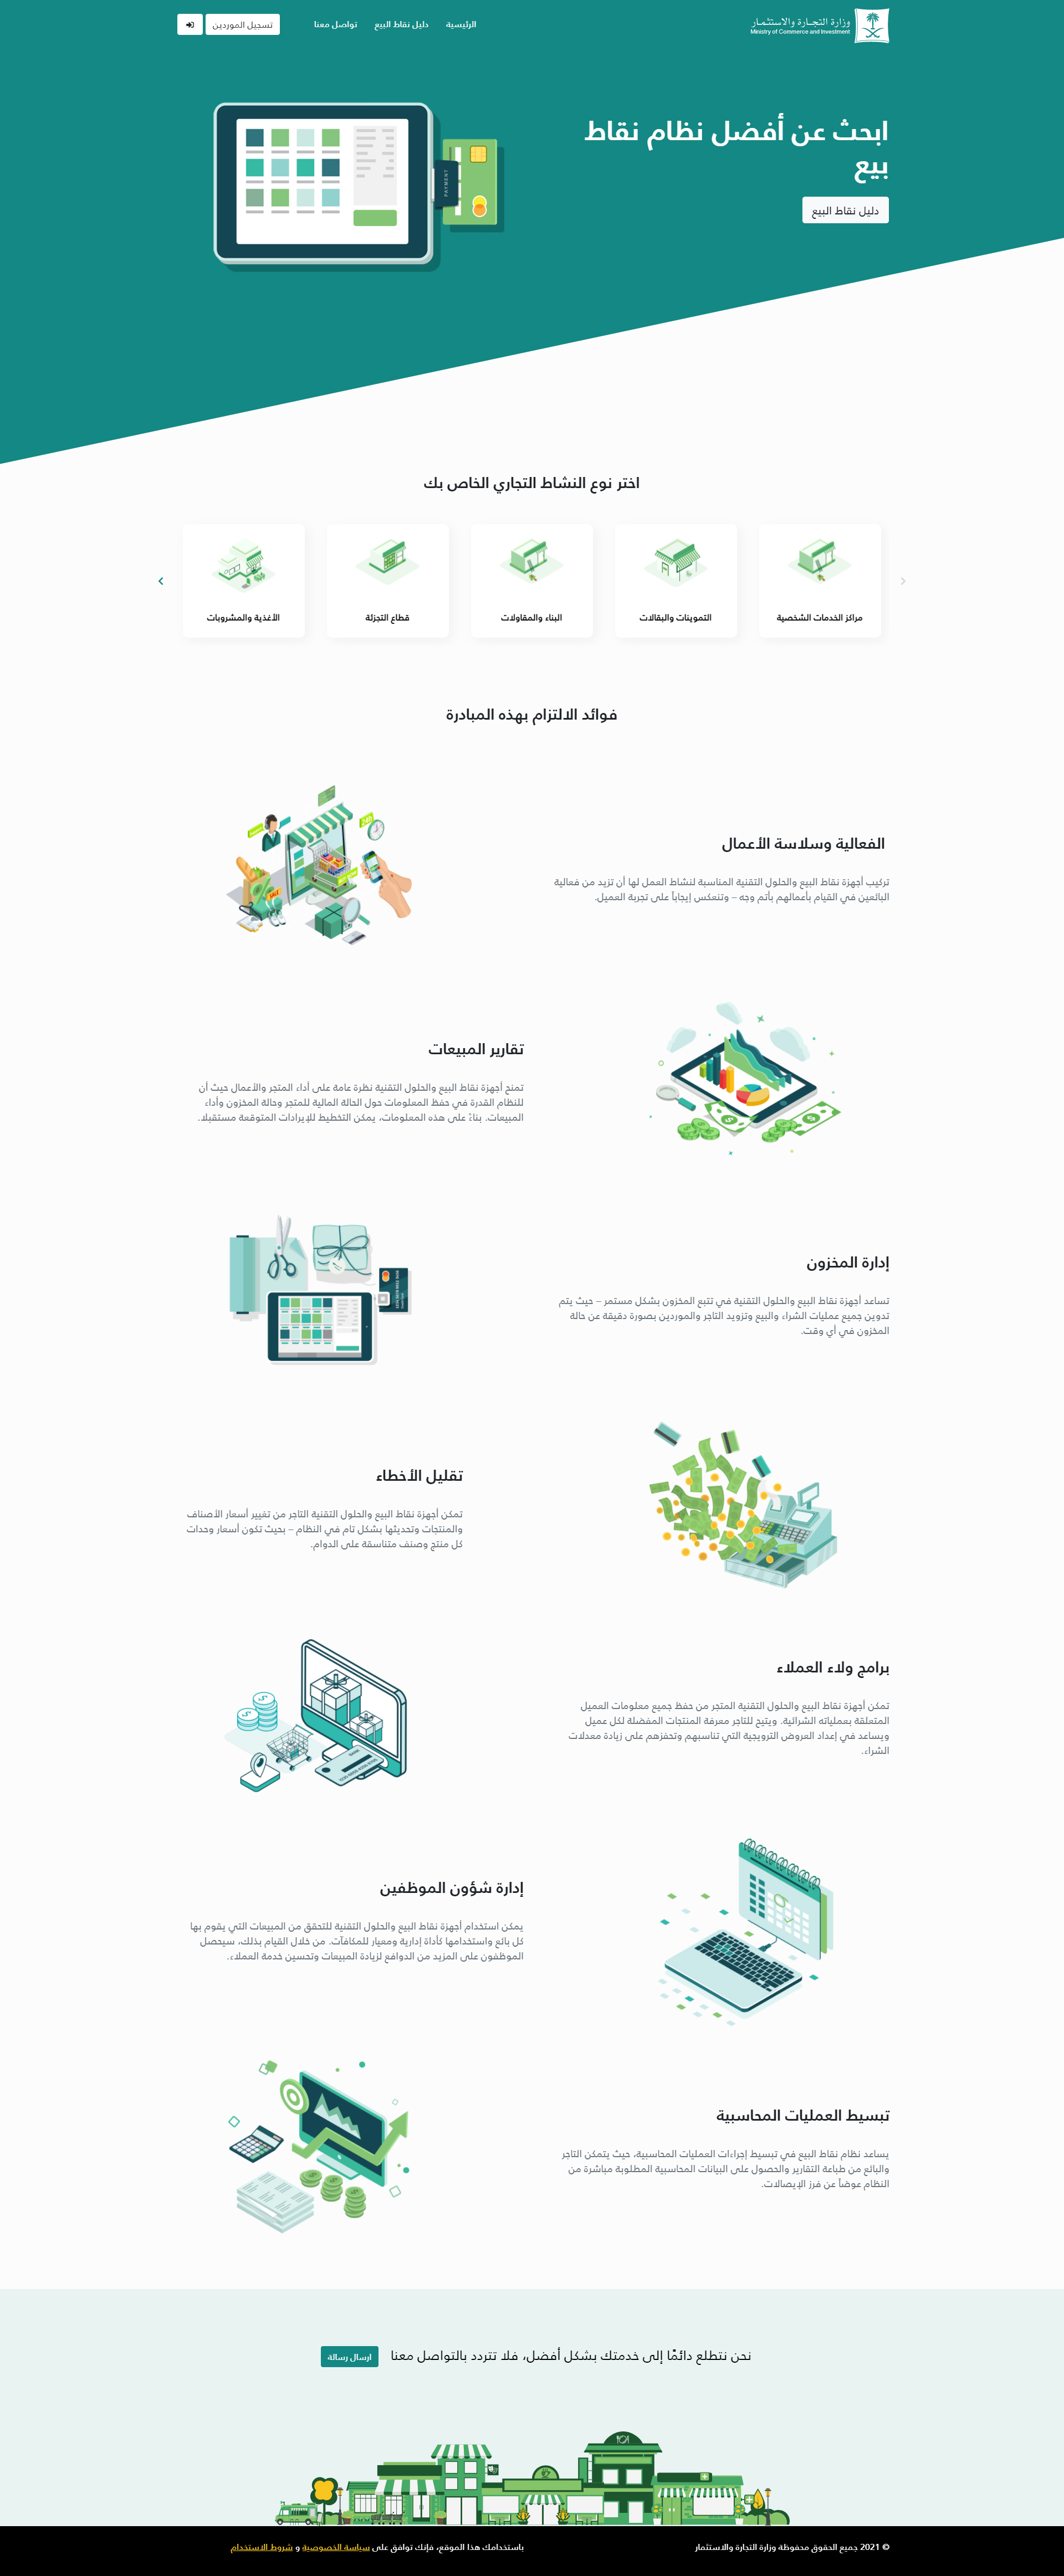 وزارة التجارة والاستثمار
Ministry of Commerce and Investment
الرئيسية
دليل نقاط البيع
تواصل معنا
تسجيل الموردين
ابحث عن أفضل نظام نقاط
بيع
دليل نقاط البيع
PAYMENT
اختر نوع النشاط التجاري الخاص بك
مراكز الخدمات الشخصية
التموينات والبقالات
البناء والمقاولات
قطاع التجزئة
الأغذية والمشروبات
فوائد الالتزام بهذه المبادرة
الفعالية وسلاسة الأعمال
تركيب أجهزة نقاط البيع والحلول التقنية المناسبة لنشاط العمل لها أن تزيد من فعالية
البائعين في القيام بأعمالهم بأتم وجه – وتنعكس إيجاباً على تجربة العميل.
تقارير المبيعات
تمنح أجهزة نقاط البيع والحلول التقنية نظرة عامة على أداء المتجر والأعمال حيث أن
للنظام القدرة في حفظ المعلومات حول الحالة المالية للمتجر وحالة المخزون وأداء
المبيعات. بناءً على هذه المعلومات، يمكن التخطيط للإيرادات المتوقعة مستقبلا.
إدارة المخزون
تساعد أجهزة نقاط البيع والحلول التقنية في تتبع المخزون بشكل مستمر – حيث يتم
تدوين جميع عمليات الشراء والبيع وتزويد التاجر والموردين بصورة دقيقة عن حالة
المخزون في أي وقت.
تقليل الأخطاء
تمكن أجهزة نقاط البيع والحلول التقنية التاجر من تغيير أسعار الأصناف
والمنتجات وتحديثها بشكل تام في النظام – بحيث تكون أسعار وحدات
كل منتج وصنف متناسقة على الدوام.
برامج ولاء العملاء
تمكن أجهزة نقاط البيع والحلول التقنية المتجر من حفظ جميع معلومات العميل
المتعلقة بعملياته الشرائية. ويتيح للتاجر معرفة المنتجات المفضلة لكل عميل
ويساعد في إعداد العروض الترويجية التي تناسبهم وتحفزهم على زيادة معدلات
الشراء.
إدارة شؤون الموظفين
يمكن استخدام أجهزة نقاط البيع والحلول التقنية للتحقق من المبيعات التي يقوم بها
كل بائع واستخدامها كأداة إدارية ومعيار للمكافآت. من خلال القيام بذلك، سيحصل
الموظفون على المزيد من الدوافع لزيادة المبيعات وتحسين خدمة العملاء.
تبسيط العمليات المحاسبية
يساعد نظام نقاط البيع في تبسيط إجراءات العمليات المحاسبية، حيث يتمكن التاجر
والبائع من طباعة التقارير والحصول على البيانات المحاسبية المطلوبة مباشرة من
النظام عوضاً عن فرز الإيصالات.
نحن نتطلع دائمًا إلى خدمتك بشكل أفضل، فلا تتردد بالتواصل معنا
ارسال رسالة
© 2021 جميع الحقوق محفوظة وزارة التجارة والاستثمار
باستخدامك هذا الموقع، فإنك توافق على سياسة الخصوصية و شروط الاستخدام